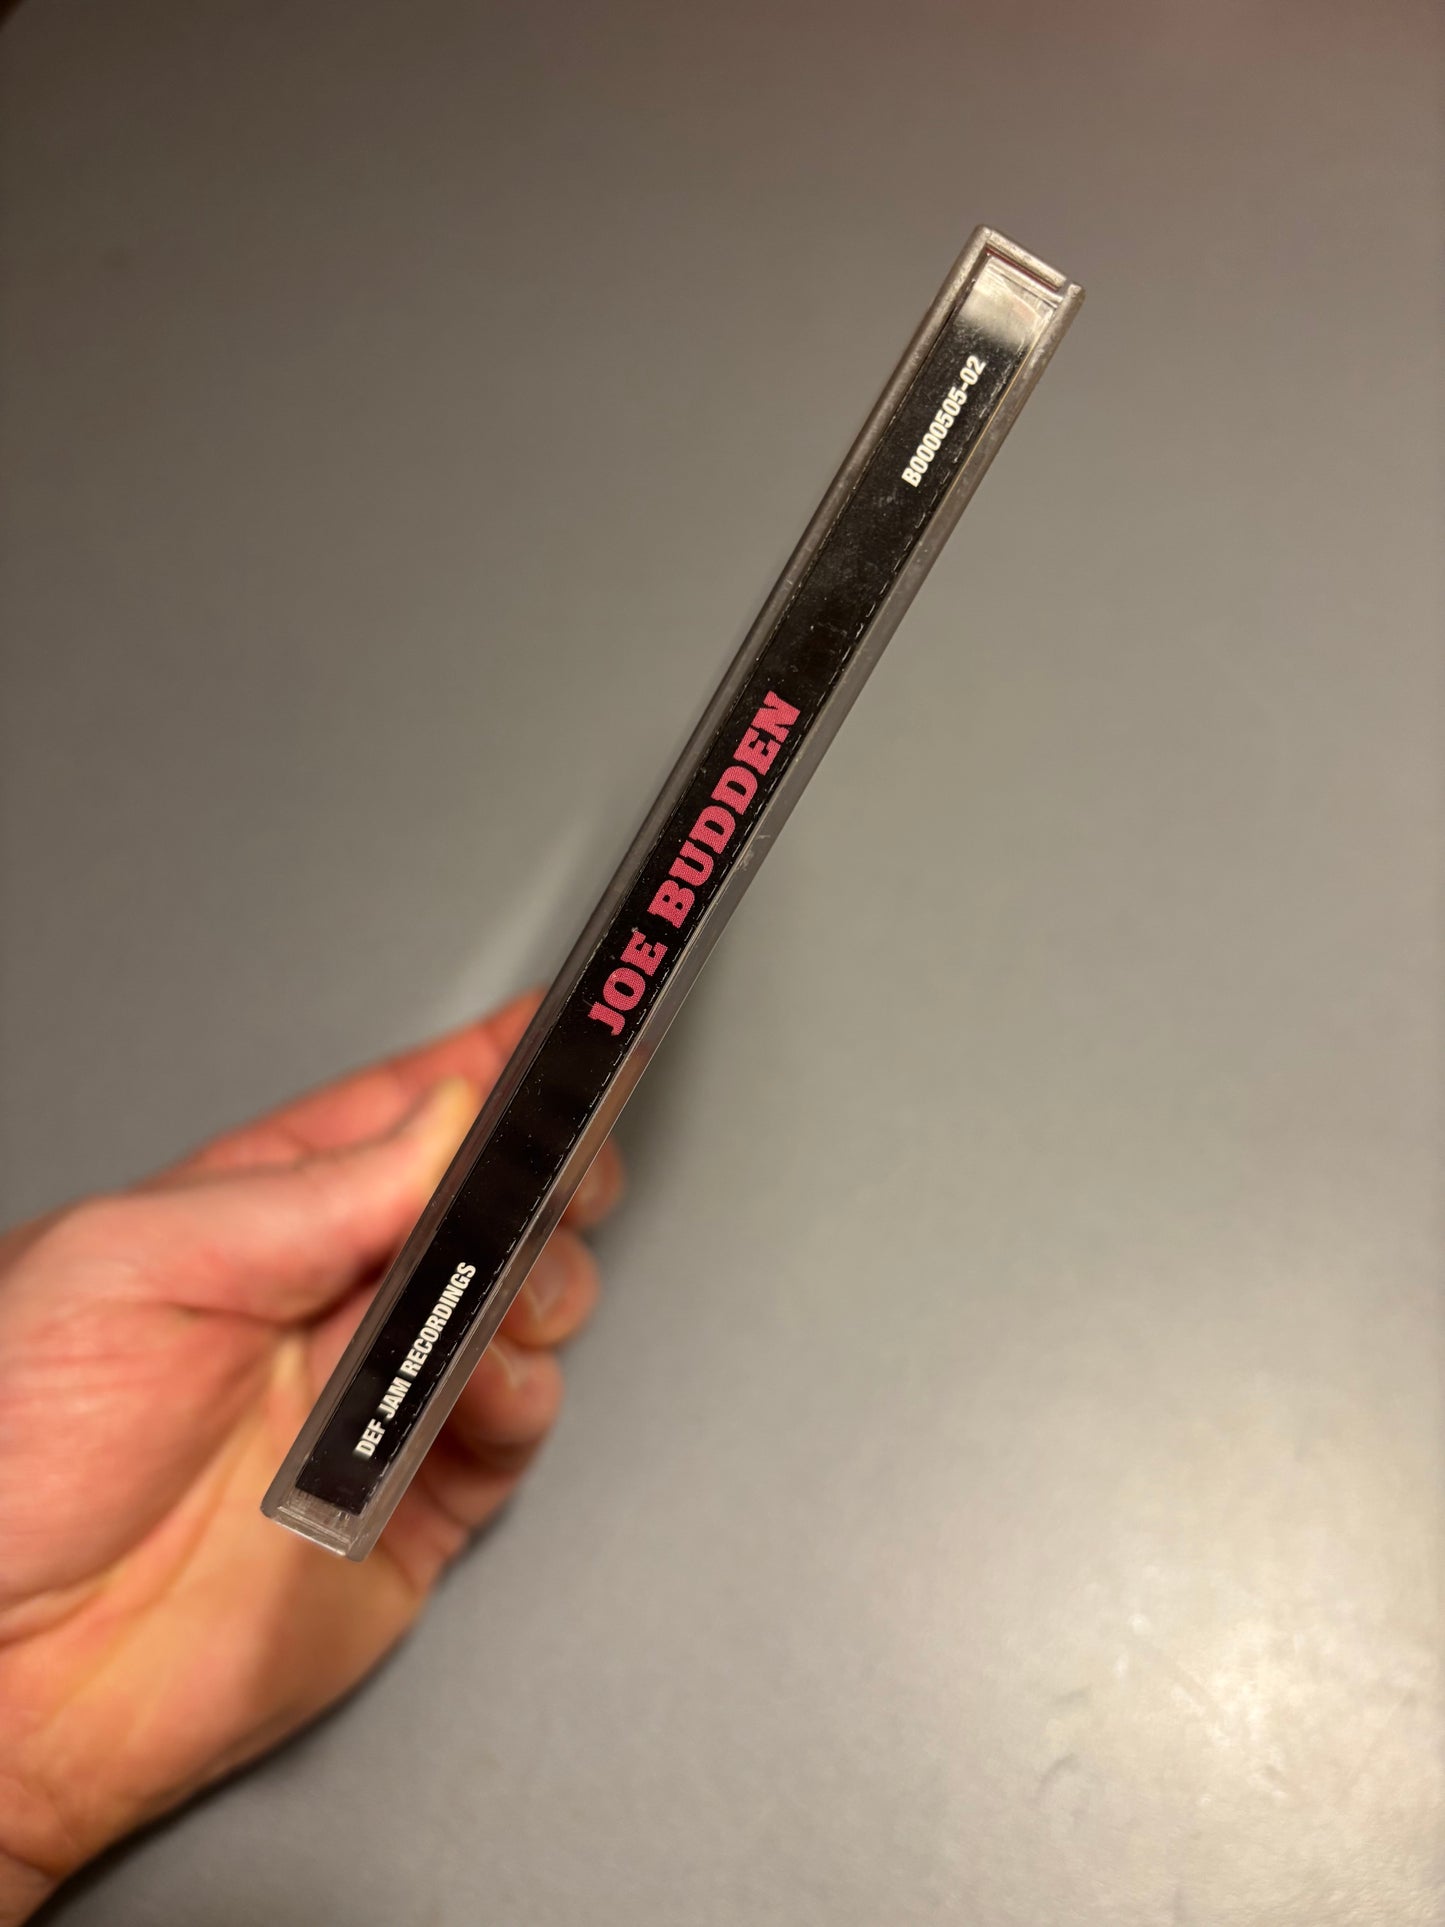 DEF JAM RECORDINGS
JOE BUDDEN
B0000505-02